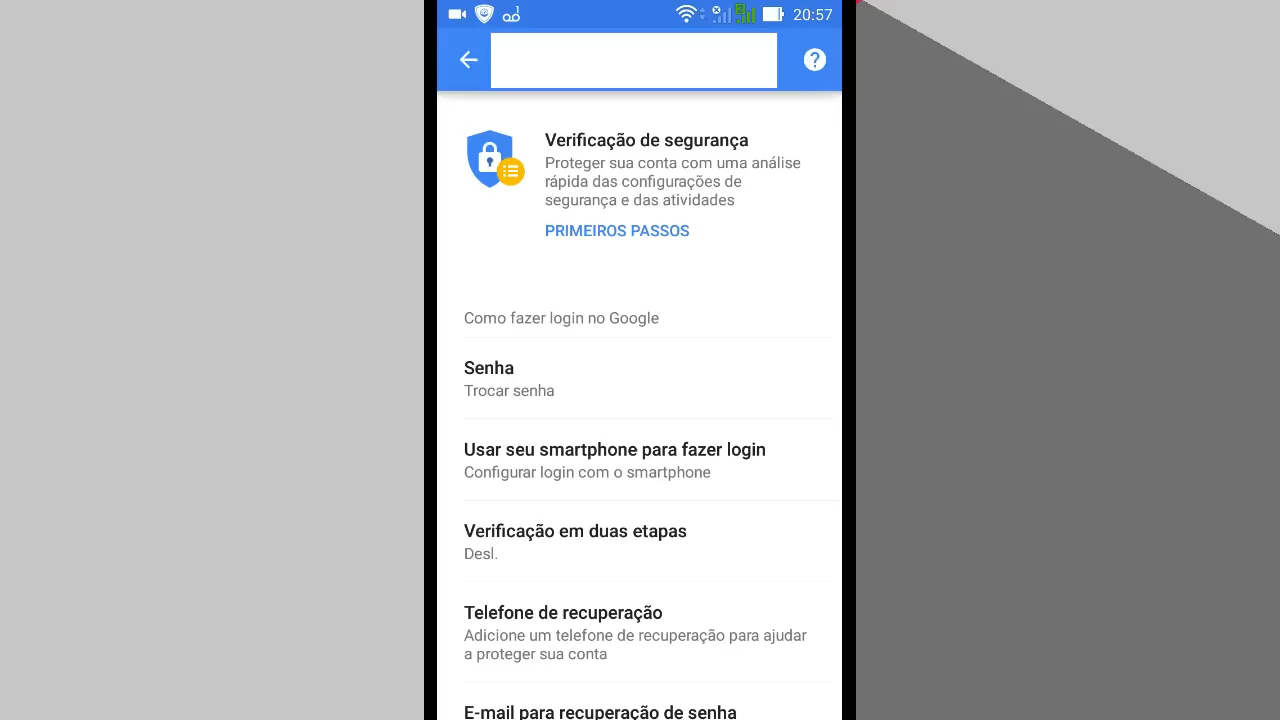 20:57
Verificação de segurança
Proteger sua conta com uma análise
rápida das configurações de
segurança e das atividades
PRIMEIROS PASSOS
Como fazer login no Google
Senha
Trocar senha
Usar seu smartphone para fazer login
Configurar login com o smartphone
Verificação em duas etapas
Desl.
Telefone de recuperação
Adicione um telefone de recuperação para ajudar
a proteger sua conta
E-mail para recuperação de senha